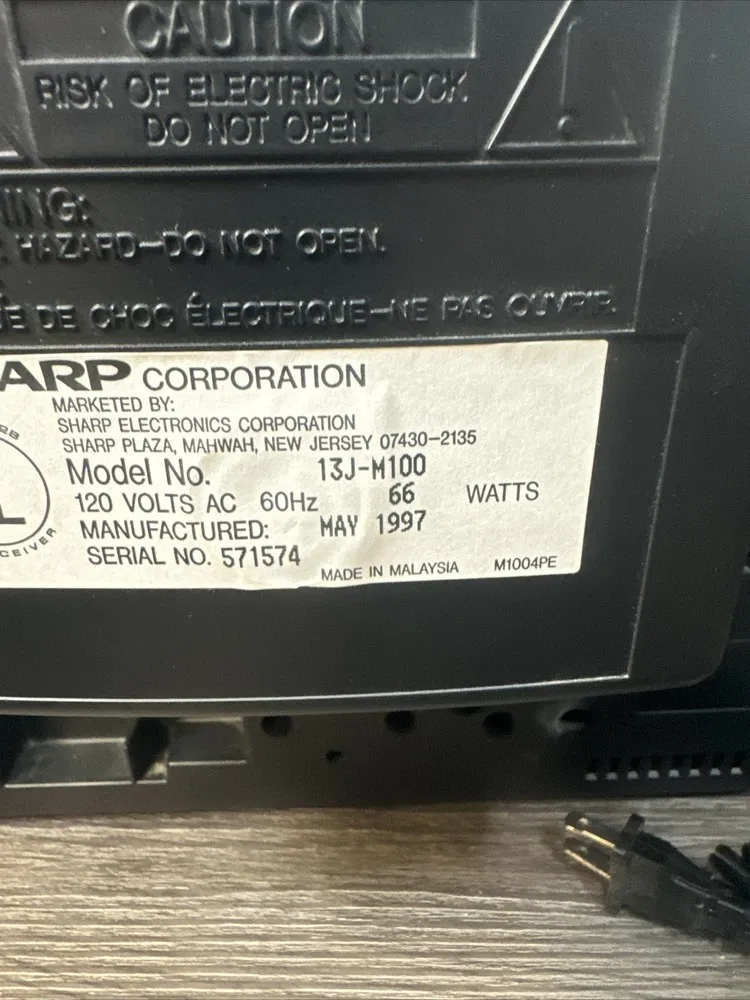 CAUTION
RISK OF ELECTRIC SHOCK
DO NOT OPEN
!
NING:
HAZARD—DO NOT OPEN.
E DE CHOC ÉLECTRIQUE—NE PAS OUVRIR.
ARP CORPORATION
MARKETED BY:
SHARP ELECTRONICS CORPORATION
SHARP PLAZA, MAHWAH, NEW JERSEY 07430-2135
Model No. 13J-M100
120 VOLTS AC 60Hz 66 WATTS
MANUFACTURED: MAY 1997
SERIAL NO. 571574
MADE IN MALAYSIA M1004PE
CEIVER